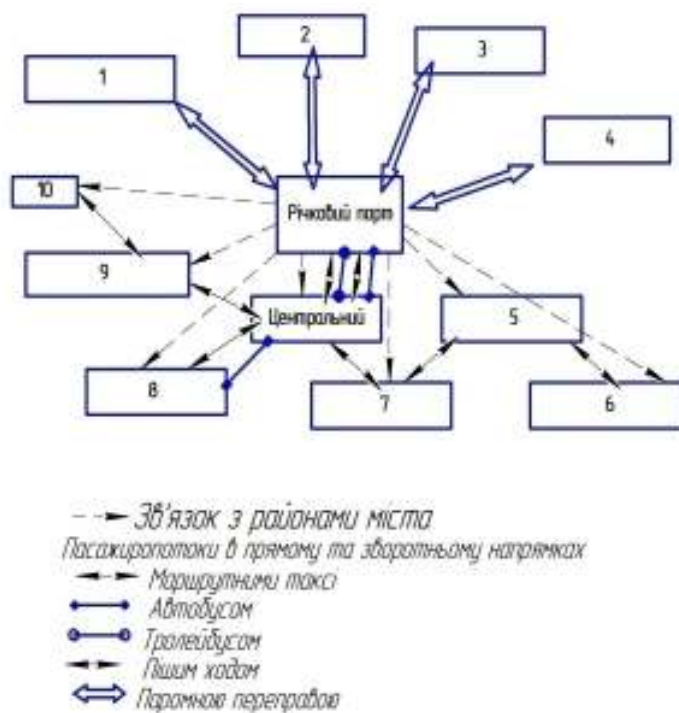 2
3
1
4
10
Річковий порт
9
Центральний
5
8
7
6
Зв'язок з районами міста
Пасажиропотоки в прямому та зворотньому напрямках
Маршрутними таксі
Автобусом
Тролейбусом
Пішим ходом
Паромною переправою